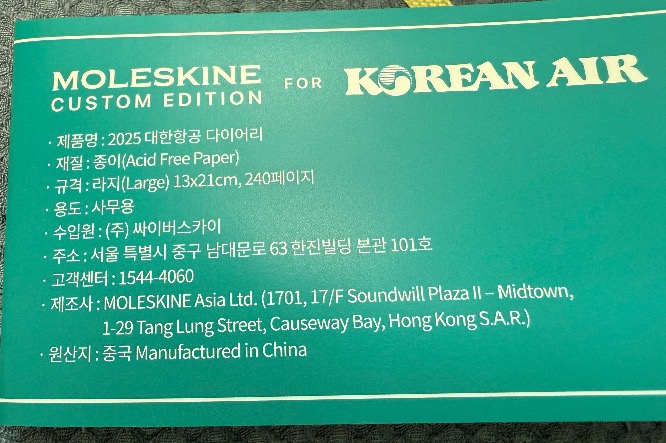 MOLESKINE FOR KOREAN AIR
CUSTOM EDITION
· 제품명 : 2025 대한항공 다이어리
· 재질 : 종이(Acid Free Paper)
· 규격 : 라지(Large) 13x21cm, 240페이지
· 용도 : 사무용
· 수입원 : (주) 싸이버스카이
· 주소 : 서울 특별시 중구 남대문로 63 한진빌딩 본관 101호
· 고객센터 : 1544-4060
· 제조사 : MOLESKINE Asia Ltd. (1701, 17/F Soundwill Plaza II – Midtown,
1-29 Tang Lung Street, Causeway Bay, Hong Kong S.A.R.)
· 원산지 : 중국 Manufactured in China